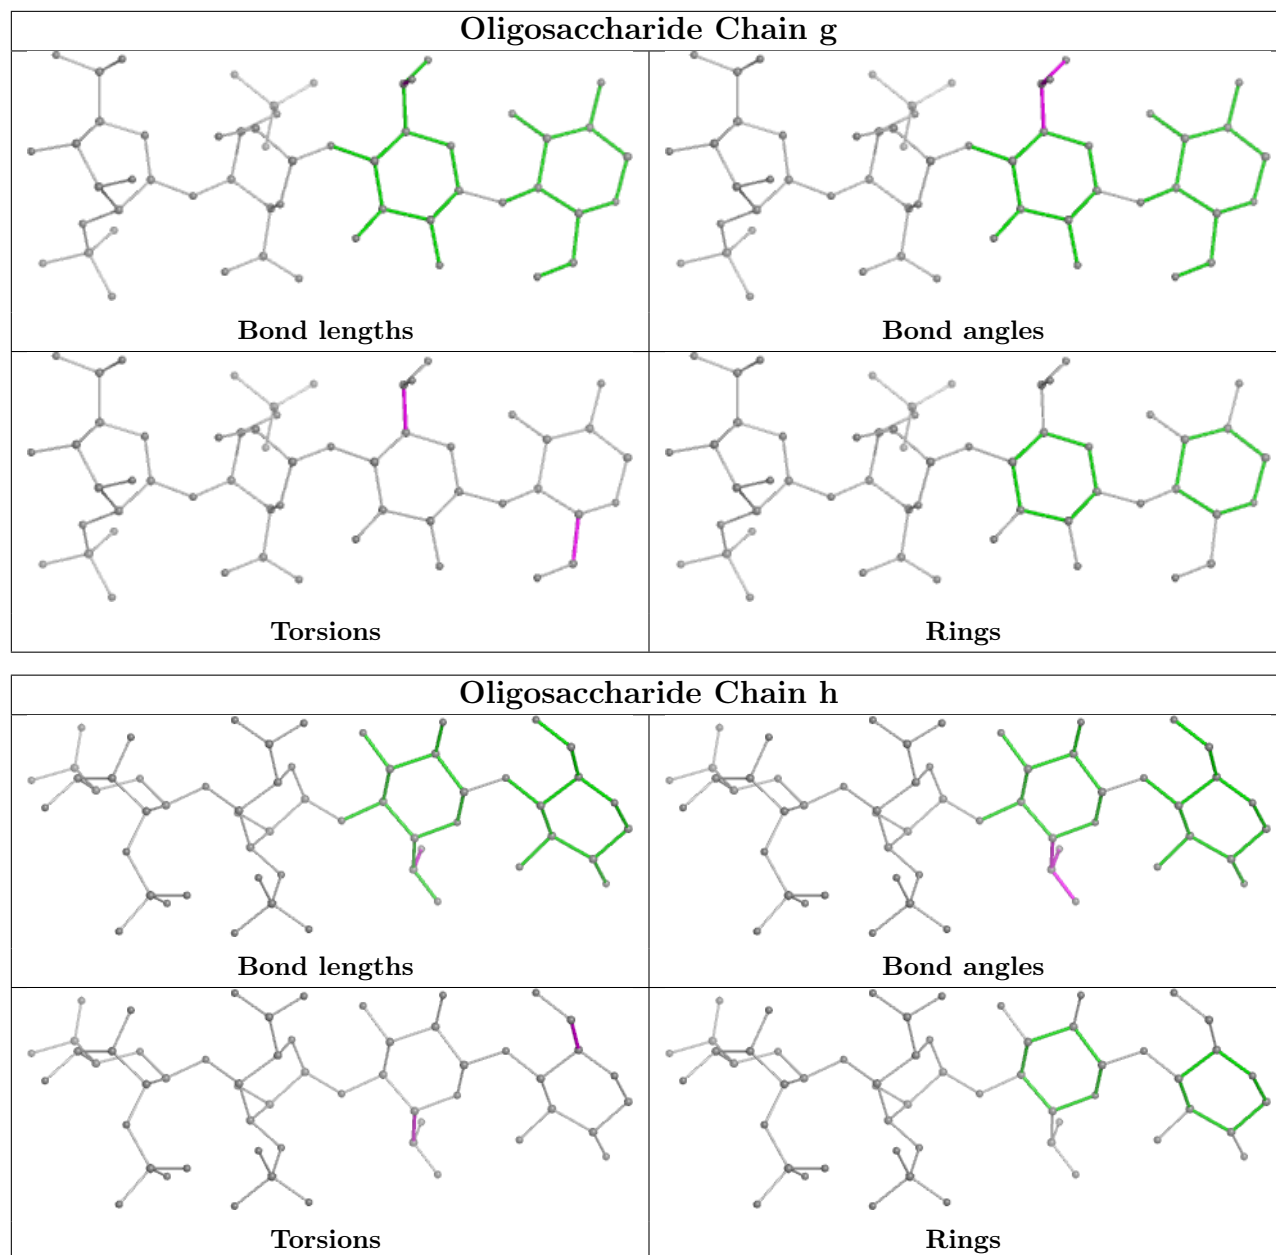 Oligosaccharide Chain g
Bond lengths
Bond angles
Torsions
Rings
Oligosaccharide Chain h
Bond lengths
Bond angles
Torsions
Rings